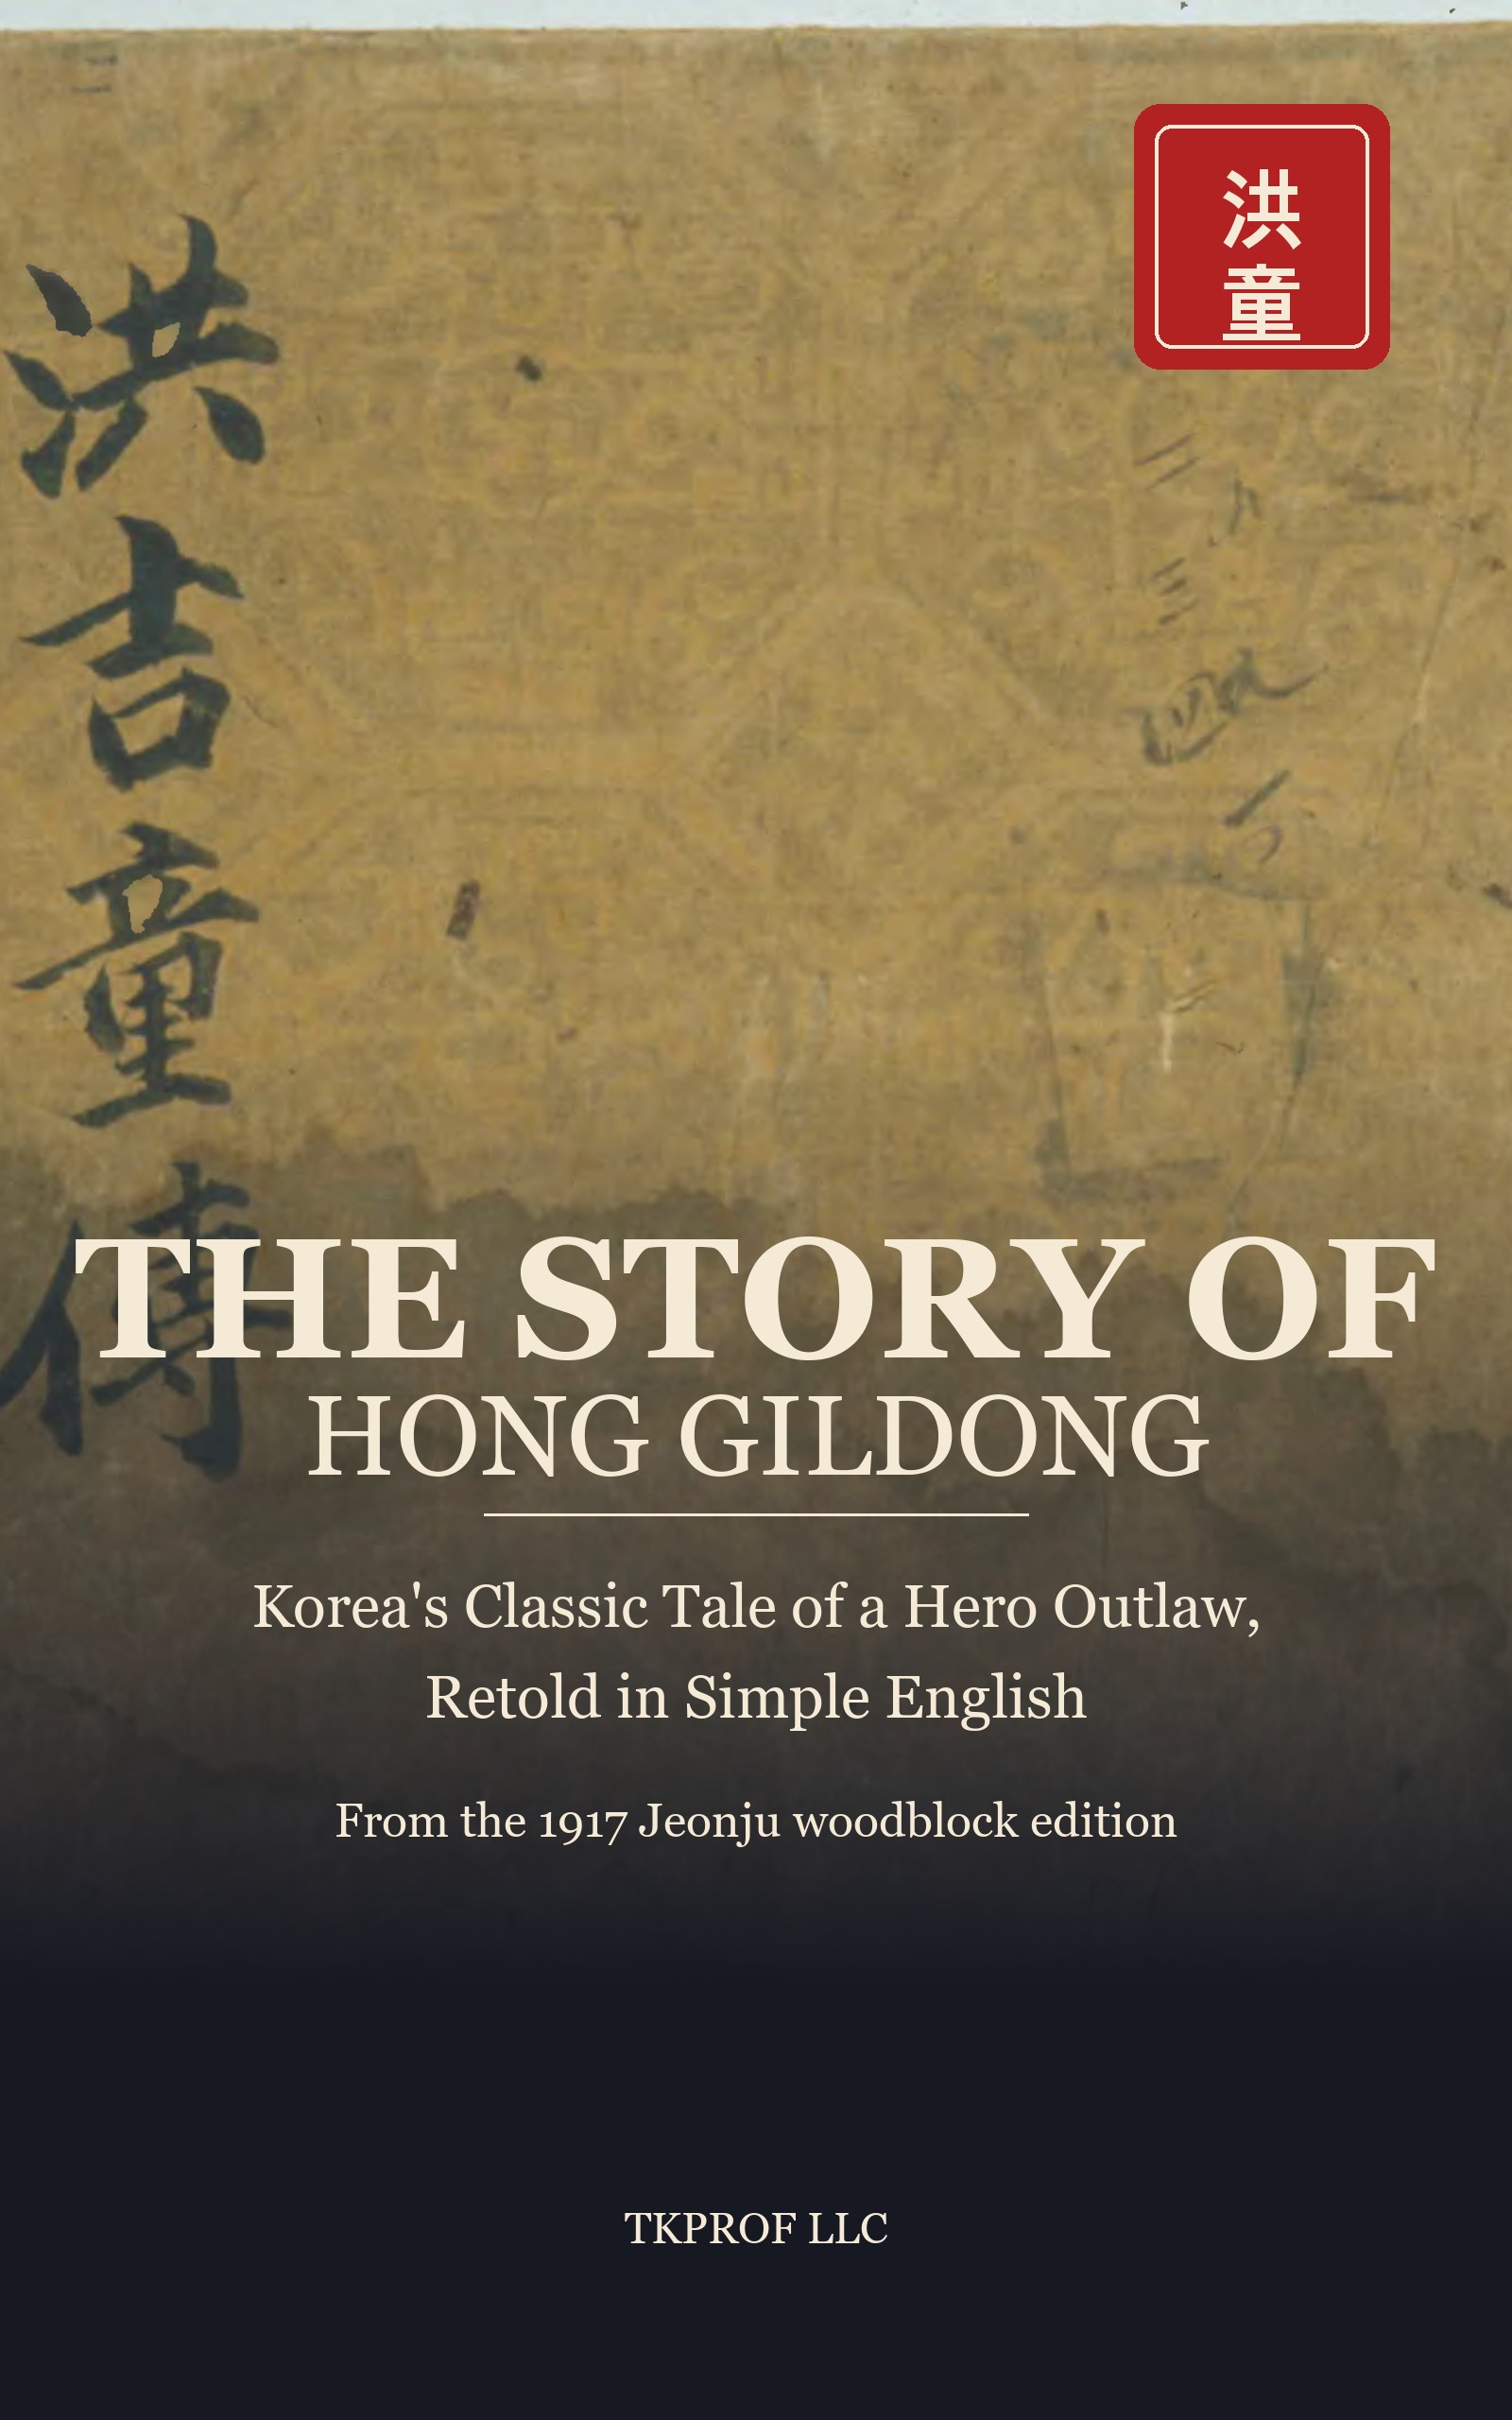 洪童
洪吉童傳
THE STORY OF
HONG GILDONG
Korea's Classic Tale of a Hero Outlaw,
Retold in Simple English
From the 1917 Jeonju woodblock edition
TKPROF LLC